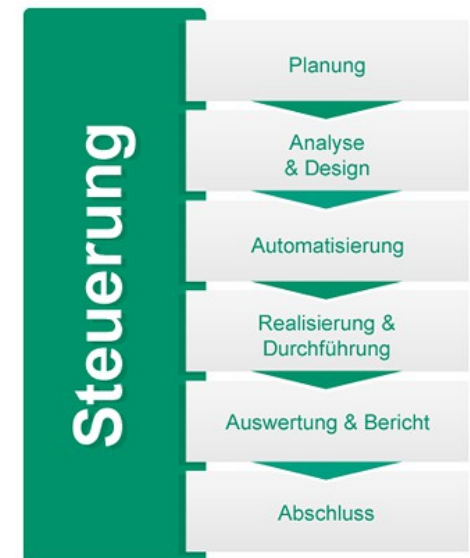 Steuerung
Planung
Analyse
& Design
Automatisierung
Realisierung &
Durchführung
Auswertung & Bericht
Abschluss